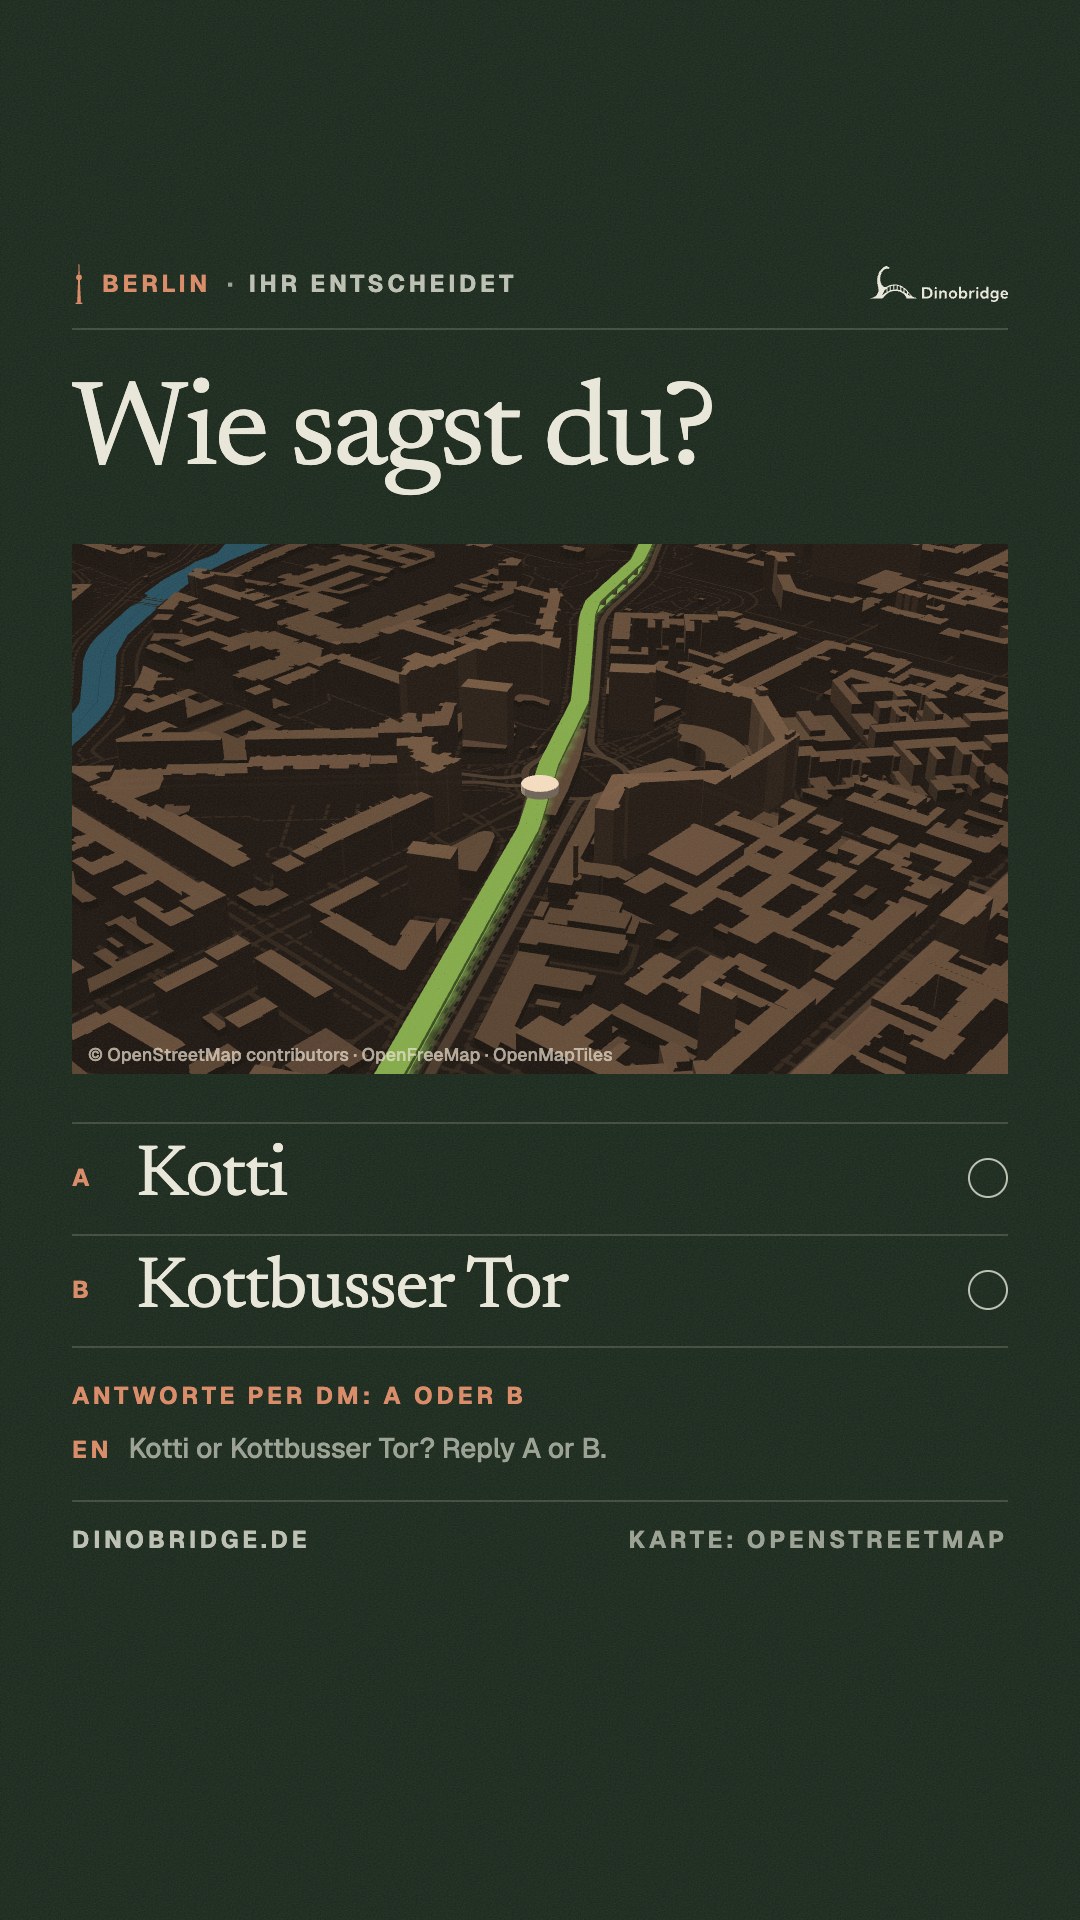 BERLIN · IHR ENTSCHEIDET
Dinobridge
Wie sagst du?
© OpenStreetMap contributors · OpenFreeMap · OpenMapTiles
A Kotti
B Kottbusser Tor
ANTWORTE PER DM: A ODER B
EN Kotti or Kottbusser Tor? Reply A or B.
DINOBRIDGE.DE
KARTE: OPENSTREETMAP